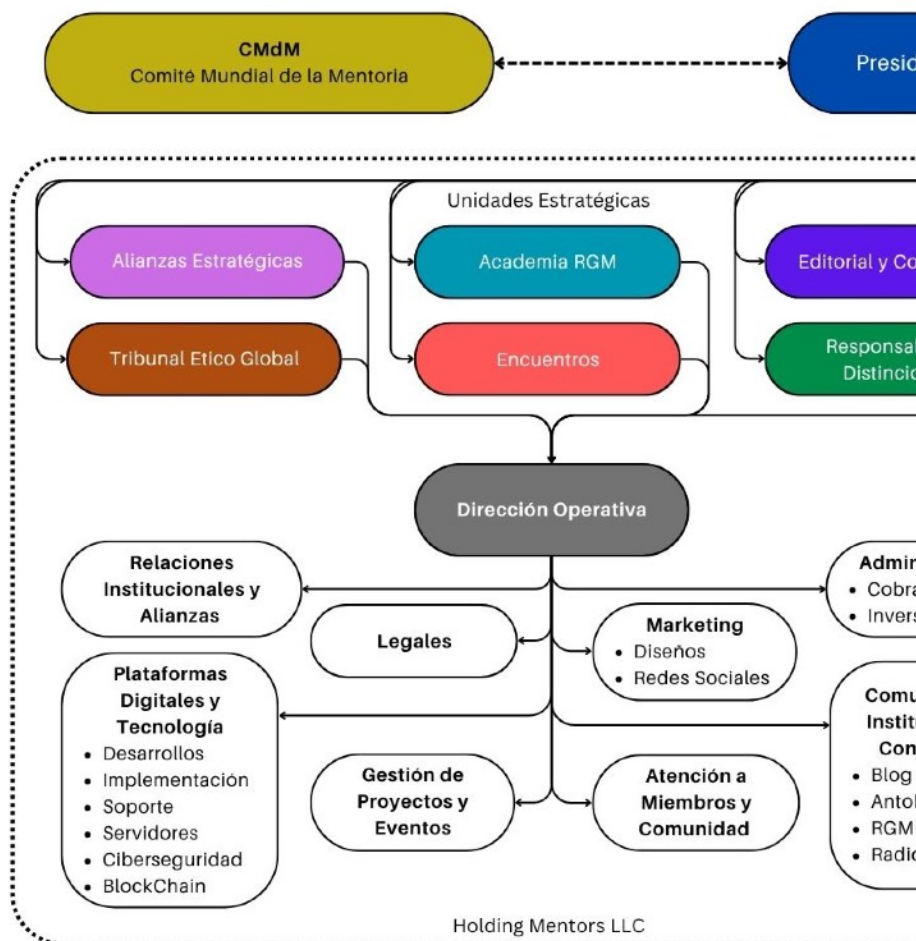 CMdM
Comité Mundial de la Mentoria
Unidades Estratégicas
Alianzas Estratégicas
Academia RGM
Editorial y
Tribunal Etico Global
Encuentros
Dirección Operativa
Relaciones
Institucionales y
Alianzas
Legales
Marketing
• Diseños
• Redes Sociales
Plataformas
Digitales y
Tecnología
• Desarrollos
• Implementación
• Soporte
• Servidores
• Ciberseguridad
• BlockChain
Gestión de
Proyectos y
Eventos
Atención a
Miembros y
Comunidad
• Blog
Holding Mentors LLC